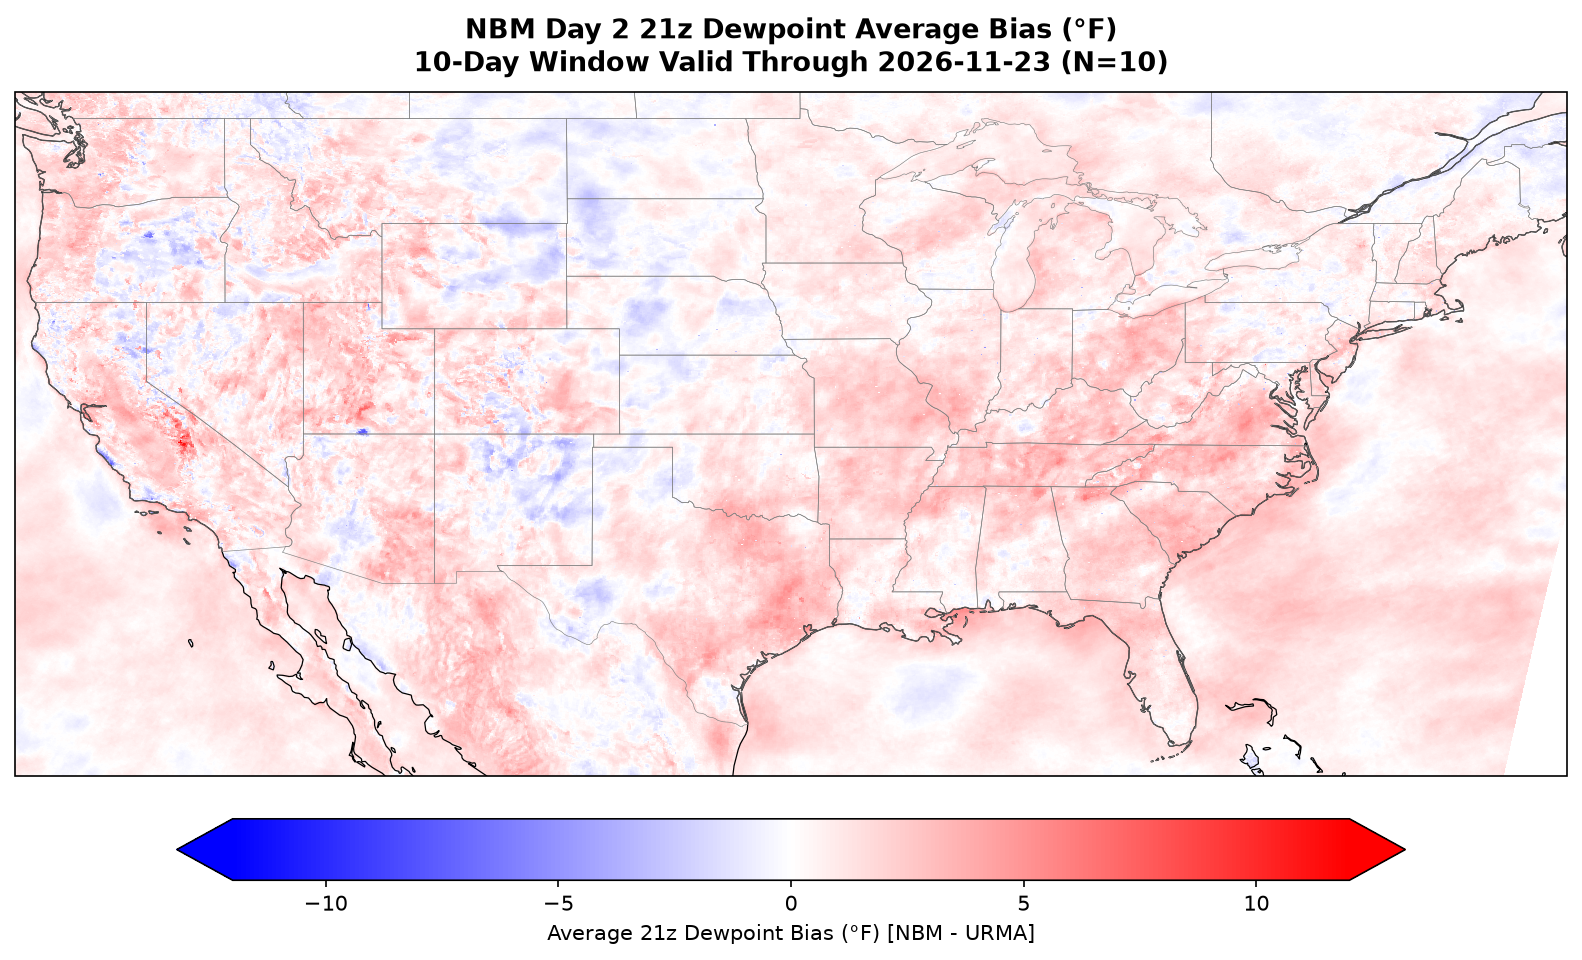 NBM Day 2 21z Dewpoint Average Bias (°F)
10-Day Window Valid Through 2026-11-23 (N=10)
−10 −5 0 5 10
Average 21z Dewpoint Bias (°F) [NBM - URMA]